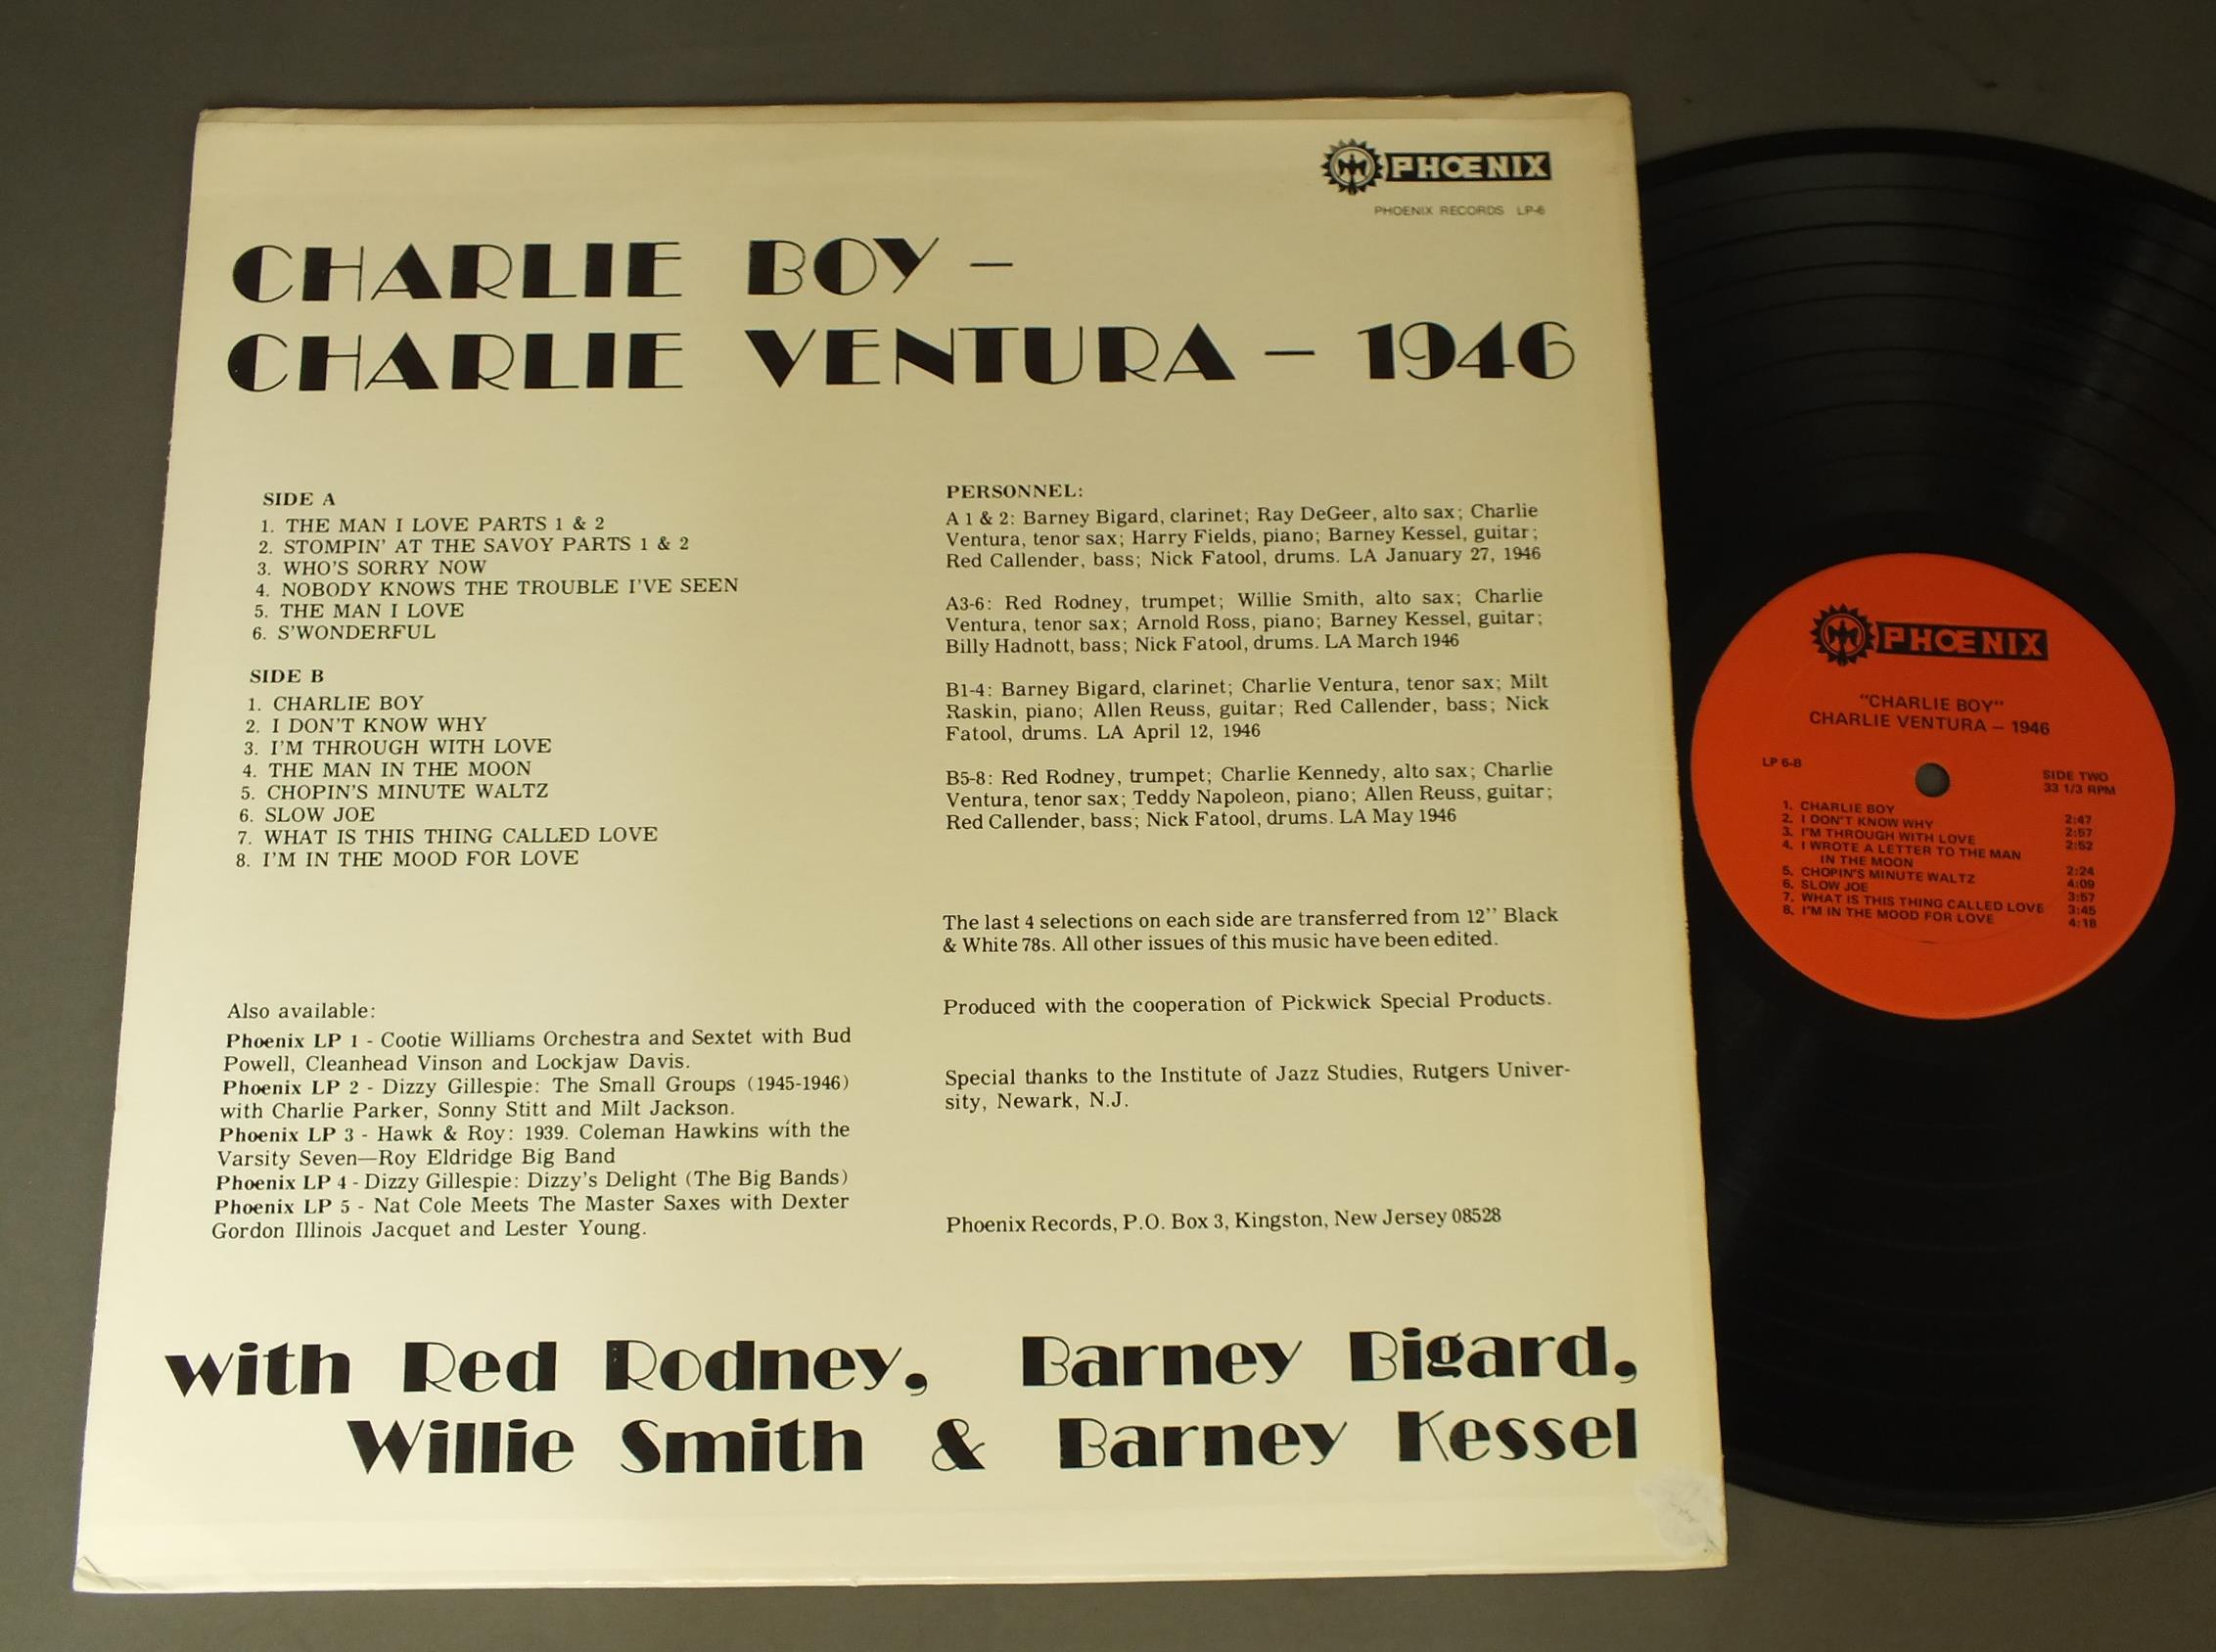 PHOENIX
PHOENIX RECORDS LP-6
CHARLIE BOY –
CHARLIE VENTURA – 1946
SIDE A
1. THE MAN I LOVE PARTS 1 & 2
2. STOMPIN' AT THE SAVOY PARTS 1 & 2
3. WHO'S SORRY NOW
4. NOBODY KNOWS THE TROUBLE I'VE SEEN
5. THE MAN I LOVE
6. S'WONDERFUL
SIDE B
1. CHARLIE BOY
2. I DON'T KNOW WHY
3. I'M THROUGH WITH LOVE
4. THE MAN IN THE MOON
5. CHOPIN'S MINUTE WALTZ
6. SLOW JOE
7. WHAT IS THIS THING CALLED LOVE
8. I'M IN THE MOOD FOR LOVE
PERSONNEL:
A 1 & 2: Barney Bigard, clarinet; Ray DeGeer, alto sax; Charlie
Ventura, tenor sax; Harry Fields, piano; Barney Kessel, guitar;
Red Callender, bass; Nick Fatool, drums. LA January 27, 1946
A3-6: Red Rodney, trumpet; Willie Smith, alto sax; Charlie
Ventura, tenor sax; Arnold Ross, piano; Barney Kessel, guitar;
Billy Hadnott, bass; Nick Fatool, drums. LA March 1946
B1-4: Barney Bigard, clarinet; Charlie Ventura, tenor sax; Milt
Raskin, piano; Allen Reuss, guitar; Red Callender, bass; Nick
Fatool, drums. LA April 12, 1946
B5-8: Red Rodney, trumpet; Charlie Kennedy, alto sax; Charlie
Ventura, tenor sax; Teddy Napoleon, piano; Allen Reuss, guitar;
Red Callender, bass; Nick Fatool, drums. LA May 1946
The last 4 selections on each side are transferred from 12'' Black
& White 78s. All other issues of this music have been edited.
Produced with the cooperation of Pickwick Special Products.
Special thanks to the Institute of Jazz Studies, Rutgers Univer-
sity, Newark, N.J.
Phoenix Records, P.O. Box 3, Kingston, New Jersey 08528
Also available:
Phoenix LP 1 - Cootie Williams Orchestra and Sextet with Bud
Powell, Cleanhead Vinson and Lockjaw Davis.
Phoenix LP 2 - Dizzy Gillespie: The Small Groups (1945-1946)
with Charlie Parker, Sonny Stitt and Milt Jackson.
Phoenix LP 3 - Hawk & Roy: 1939. Coleman Hawkins with the
Varsity Seven—Roy Eldridge Big Band
Phoenix LP 4 - Dizzy Gillespie: Dizzy's Delight (The Big Bands)
Phoenix LP 5 - Nat Cole Meets The Master Saxes with Dexter
Gordon Illinois Jacquet and Lester Young.
with Red Rodney, Barney Bigard,
Willie Smith & Barney Kessel
PHOENIX
"CHARLIE BOY"
CHARLIE VENTURA – 1946
LP 6-B
SIDE TWO
33 1/3 RPM
1. CHARLIE BOY 2:47
2. I DON'T KNOW WHY 2:57
3. I'M THROUGH WITH LOVE 2:52
4. I WROTE A LETTER TO THE MAN
IN THE MOON 2:24
5. CHOPIN'S MINUTE WALTZ 4:09
6. SLOW JOE 3:57
7. WHAT IS THIS THING CALLED LOVE 3:45
8. I'M IN THE MOOD FOR LOVE 4:18